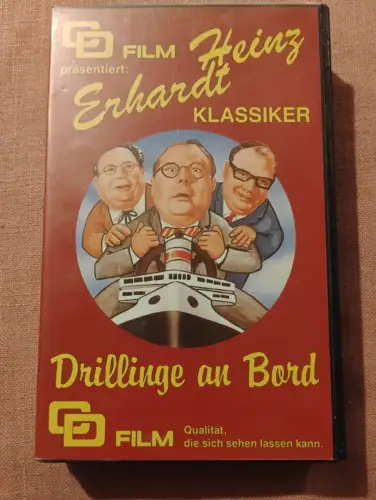 CD FILM
präsentiert:
Heinz
Erhardt
KLASSIKER
Drillinge an Bord
CD FILM
Qualität,
die sich sehen lassen kann.